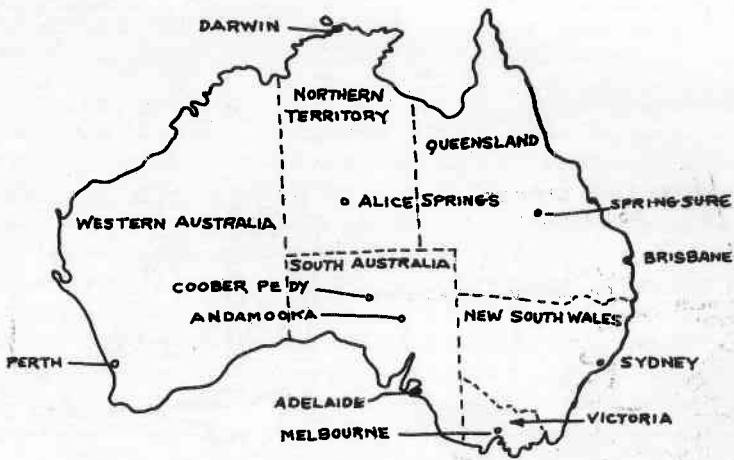 DARWIN
NORTHERN
TERRITORY
QUEENSLAND
WESTERN AUSTRALIA
ALICE SPRINGS
SPRINGSURE
SOUTH AUSTRALIA
BRISBANE
COOBER PEDY
ANDAMOOKA
NEW SOUTH WALES
PERTH
SYDNEY
ADELAIDE
VICTORIA
MELBOURNE